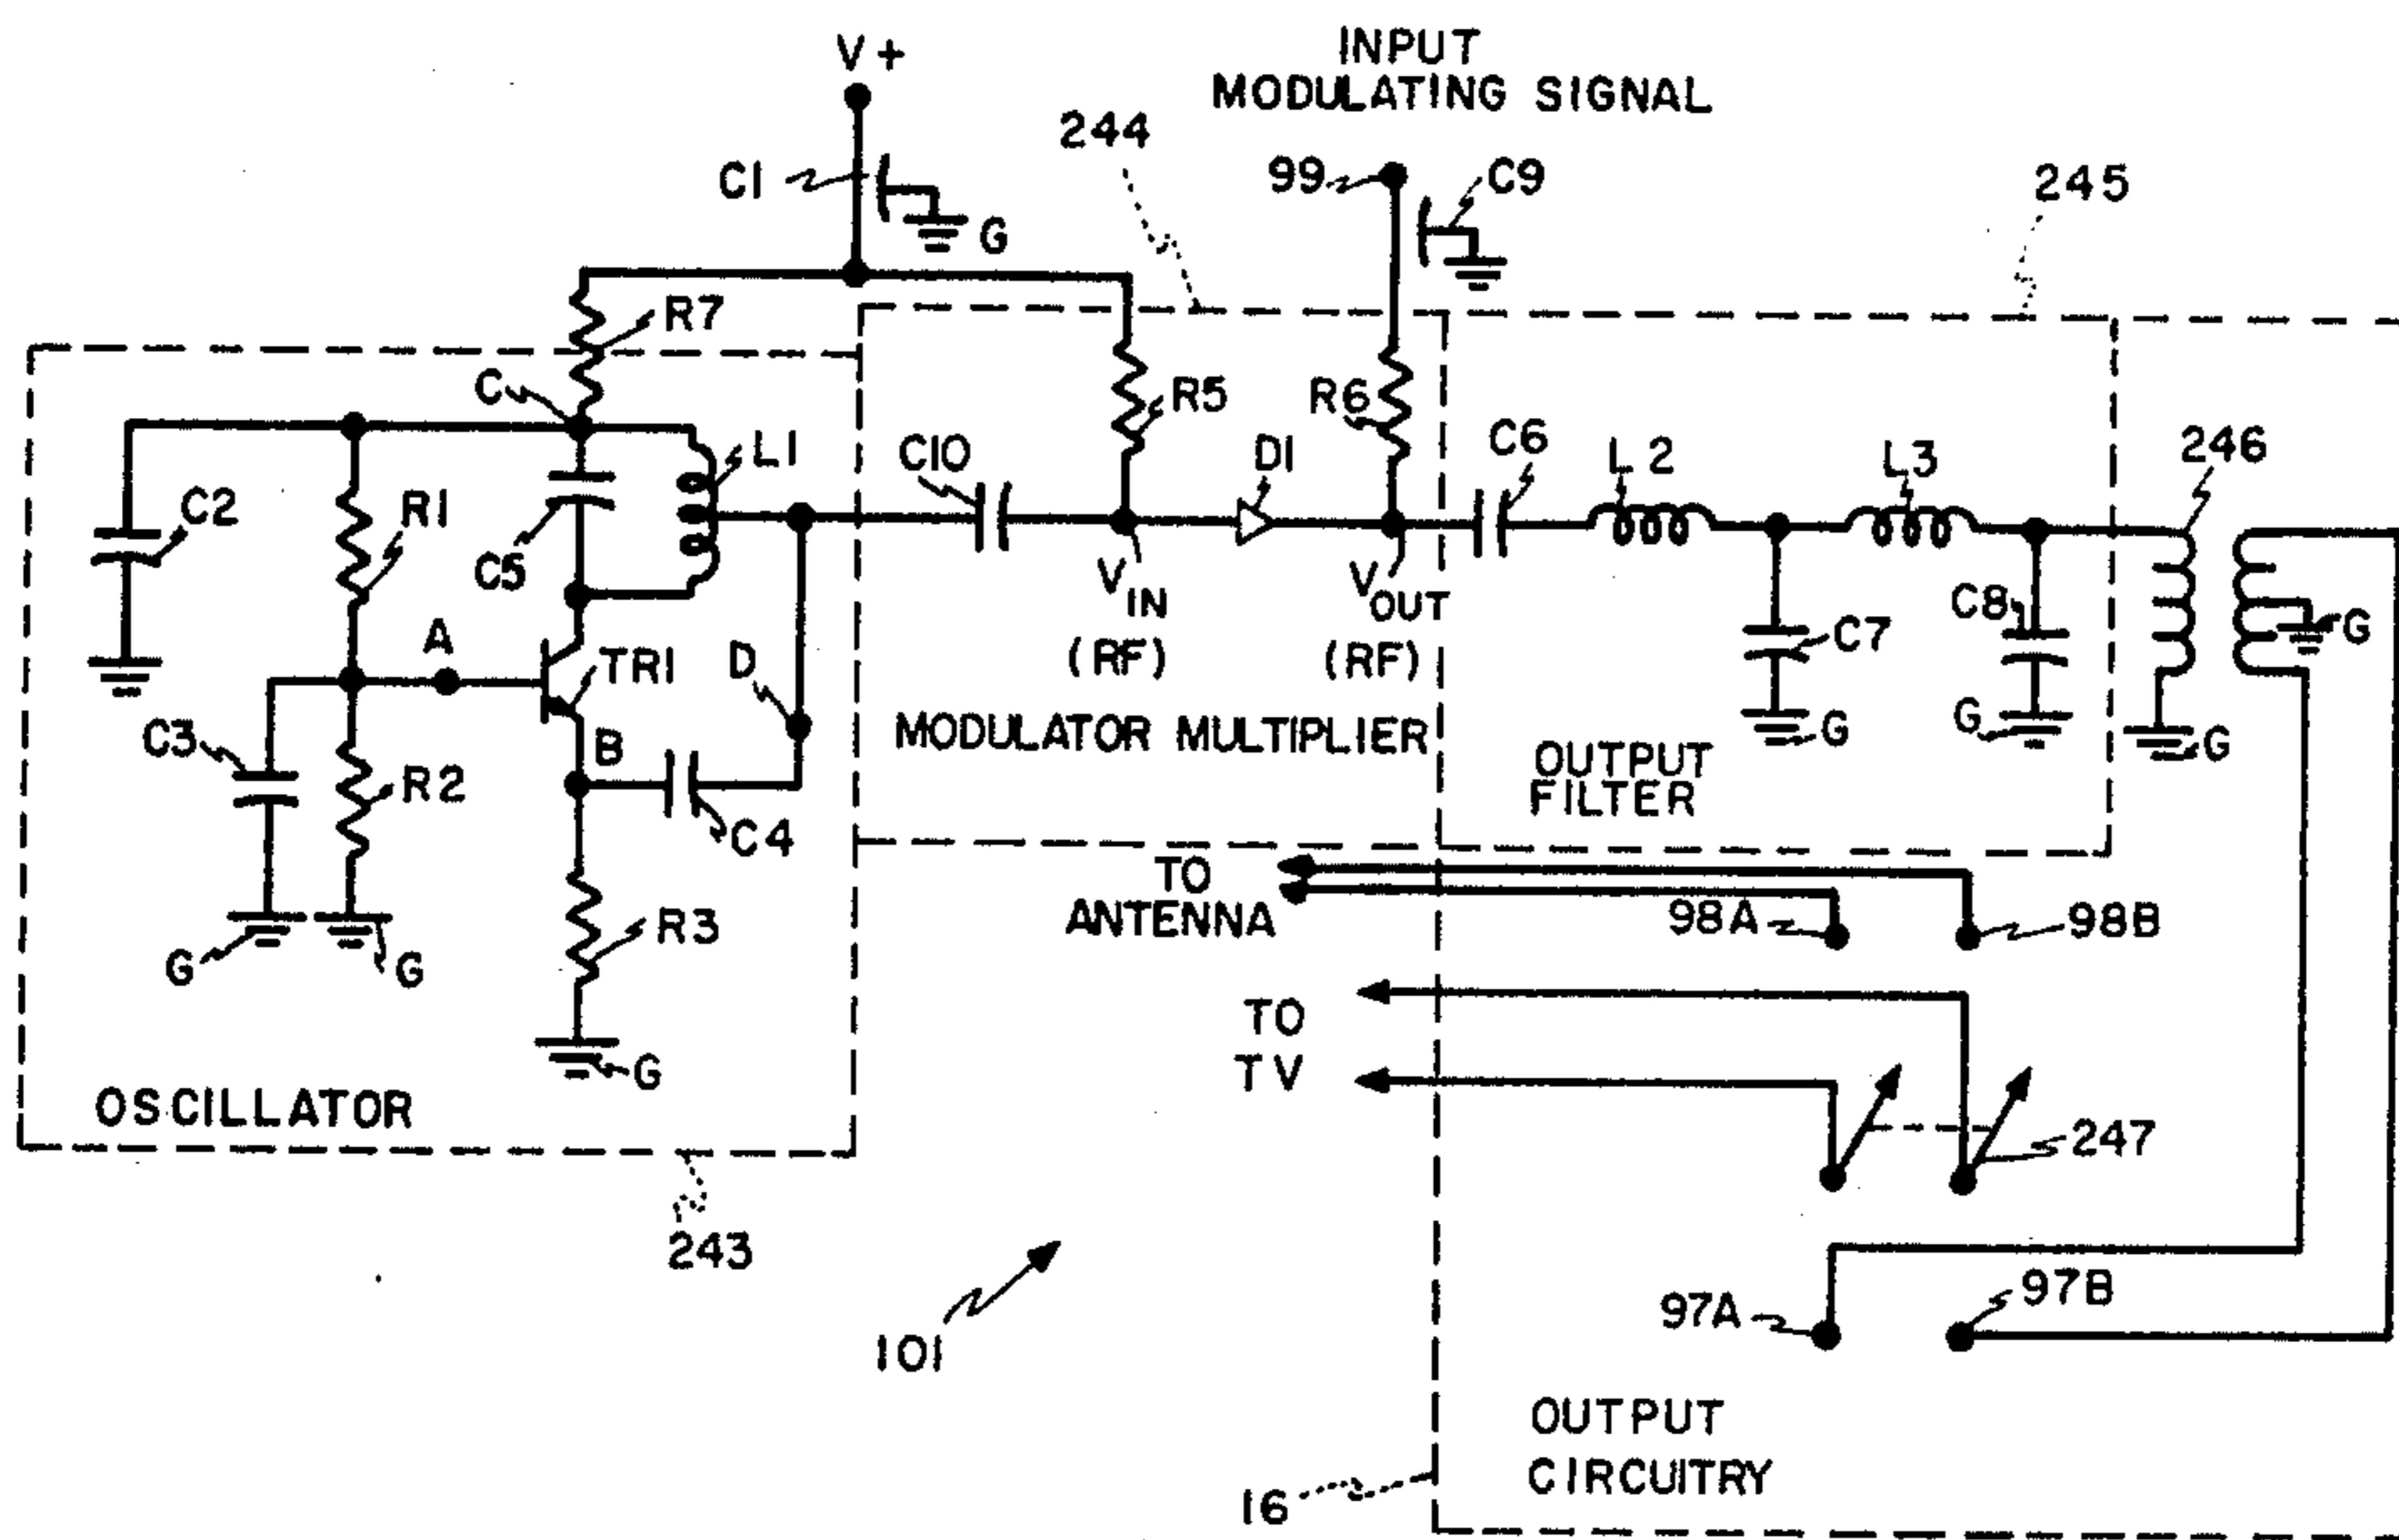 V+
INPUT
MODULATING SIGNAL
244
C1
99
C9
245
G
R7
C
R5
R6
L1
C10
D1
C6
L2
L3
246
C2
R1
C5
V IN
(RF)
V OUT
(RF)
C8
C7
G
A
TR1
D
B
MODULATOR MULTIPLIER
C3
R2
C4
OUTPUT
FILTER
G
G
G
TO
ANTENNA
98A
98B
R3
G
G
TO
TV
G
OSCILLATOR
247
243
97A
97B
101
OUTPUT
CIRCUITRY
16